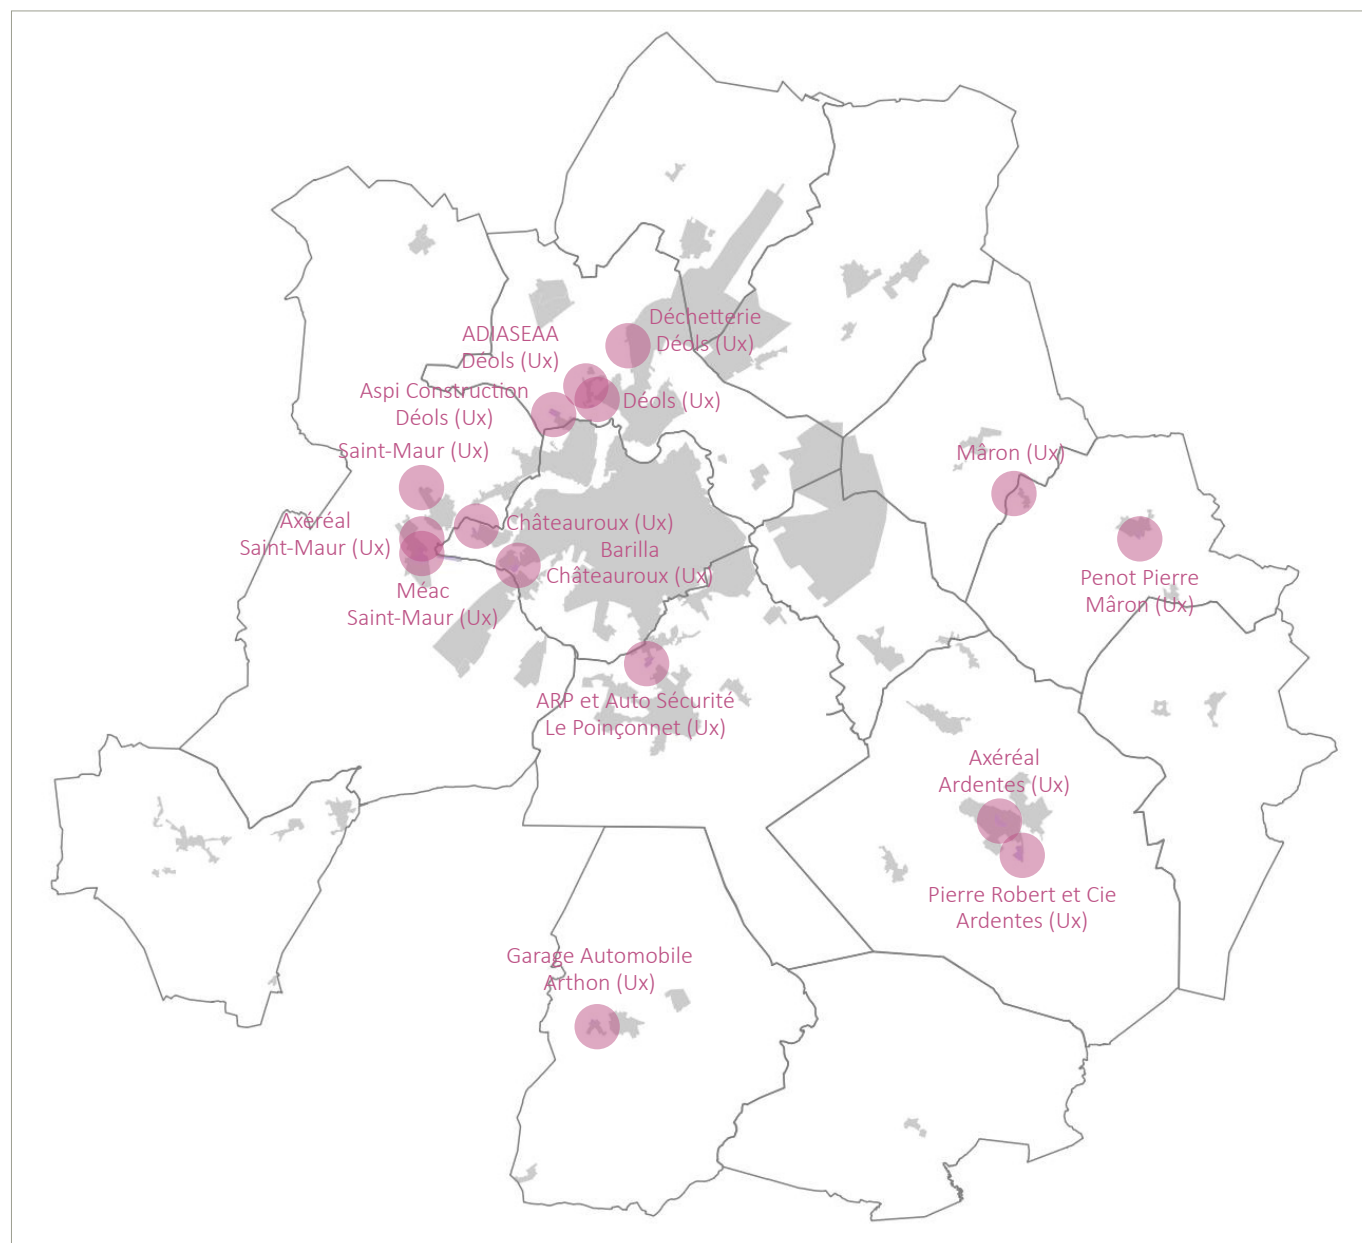 Déchetterie
Déols (Ux)
ADIASEAA
Déols (Ux)
Aspi Construction
Déols (Ux)
Déols (Ux)
Saint-Maur (Ux)
Mâron (Ux)
Axéréal
Saint-Maur (Ux)
Châteauroux (Ux)
Barilla
Châteauroux (Ux)
Méac
Saint-Maur (Ux)
Penot Pierre
Mâron (Ux)
ARP et Auto Sécurité
Le Poinçonnet (Ux)
Axéréal
Ardentes (Ux)
Pierre Robert et Cie
Ardentes (Ux)
Garage Automobile
Arthon (Ux)